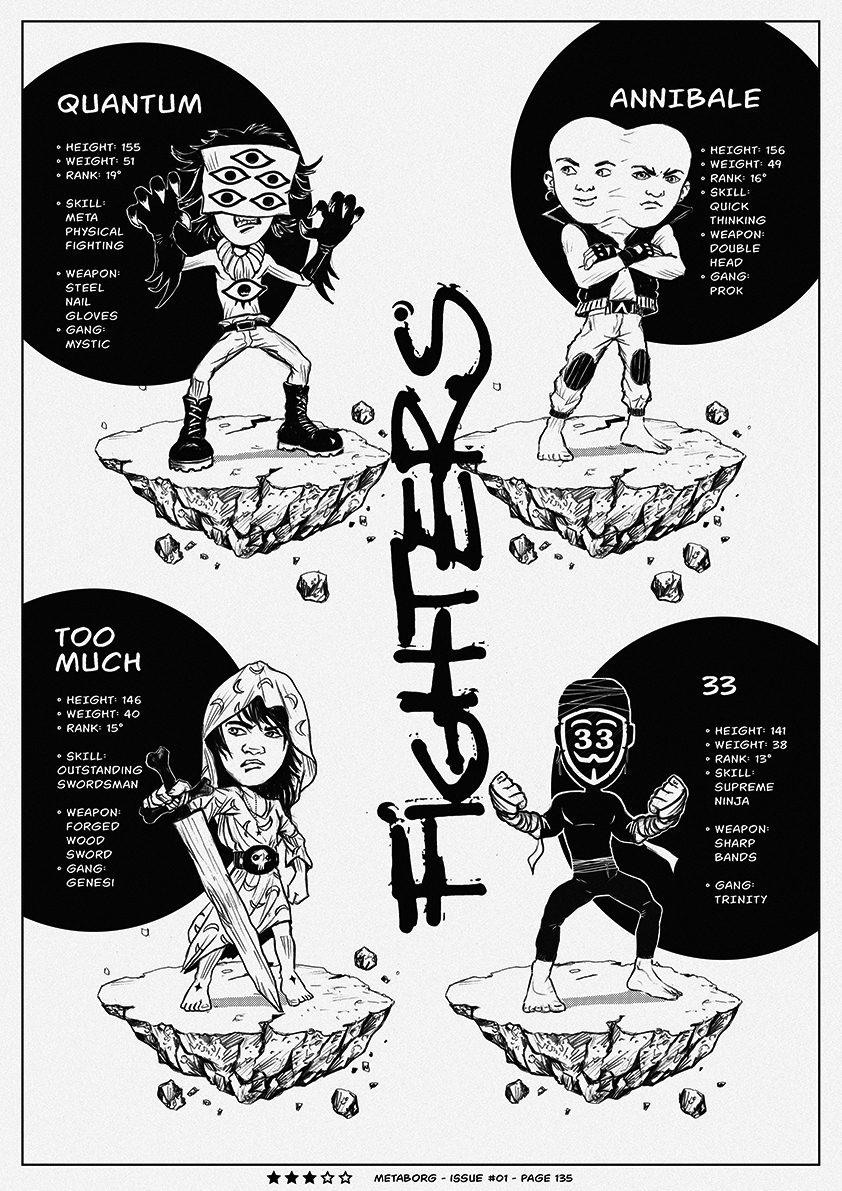 QUANTUM
° HEIGHT: 155
° WEIGHT: 51
° RANK: 19°
° SKILL:
META
PHYSICAL
FIGHTING
° WEAPON:
STEEL
NAIL
GLOVES
° GANG:
MYSTIC
ANNIBALE
° HEIGHT: 156
° WEIGHT: 49
° RANK: 16°
° SKILL:
QUICK
THINKING
° WEAPON:
DOUBLE
HEAD
° GANG:
PROK
FIGHTERS
TOO
MUCH
° HEIGHT: 146
° WEIGHT: 40
° RANK: 15°
° SKILL:
OUTSTANDING
SWORDSMAN
° WEAPON:
FORGED
WOOD
SWORD
° GANG:
GENESI
33
33
° HEIGHT: 141
° WEIGHT: 38
° RANK: 13°
° SKILL:
SUPREME
NINJA
° WEAPON:
SHARP
BANDS
° GANG:
TRINITY
★★★☆☆ METABORG - ISSUE #01 - PAGE 135